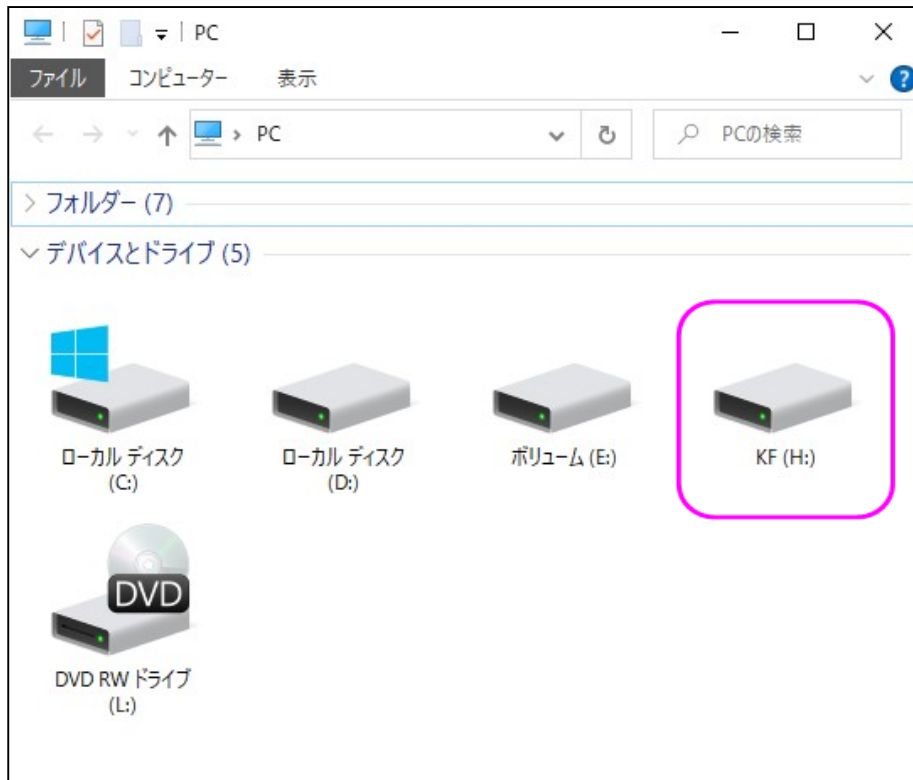 PC
ファイル コンピューター 表示
PC PCの検索
フォルダー (7)
デバイスとドライブ (5)
ローカル ディスク
(C:)
ローカル ディスク
(D:)
ボリューム (E:)
KF (H:)
DVD
DVD RW ドライブ
(L:)